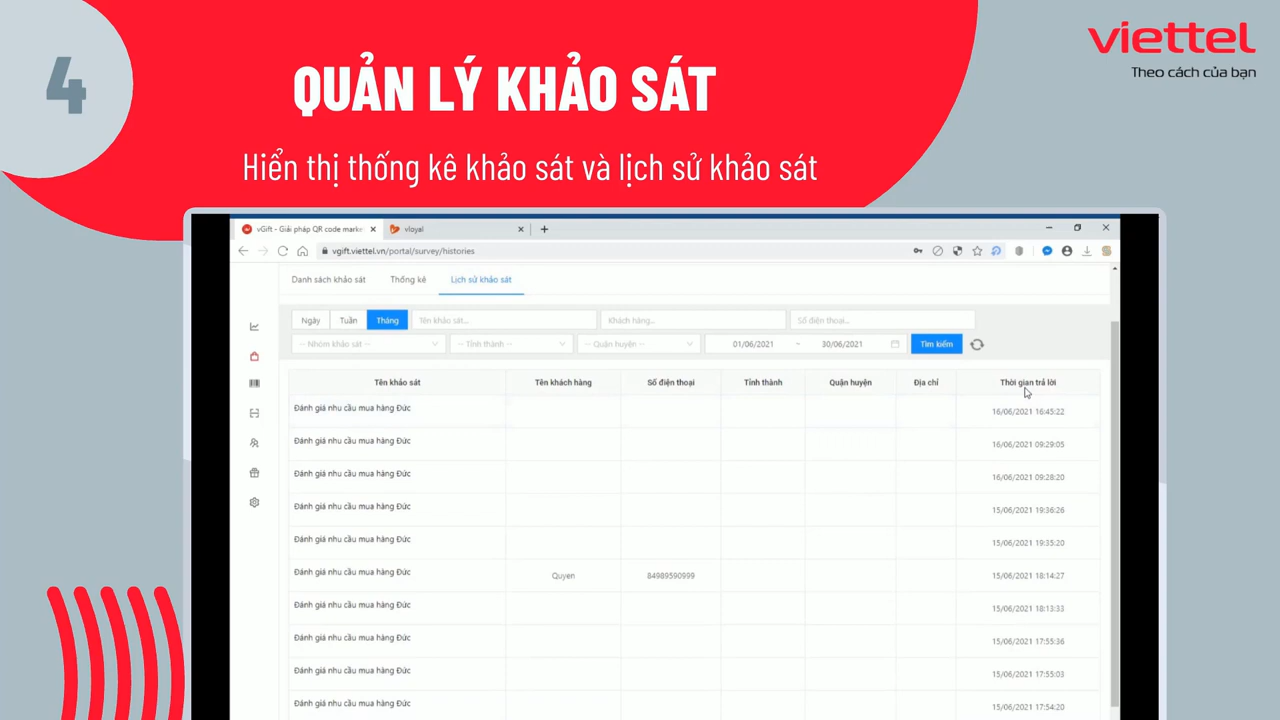 4
QUẢN LÝ KHẢO SÁT
Hiển thị thống kê khảo sát và lịch sử khảo sát
viettel
Theo cách của bạn
vGift - Giải pháp QR code marke
vloyal
vgift.viettel.vn/portal/survey/histories
Danh sách khảo sát Thống kê Lịch sử khảo sát
Ngày Tuần Tháng Tên khảo sát... Khách hàng... Số điện thoại...
-- Nhóm khảo sát -- -- Tỉnh thành -- -- Quận huyện -- 01/06/2021 ~ 30/06/2021 Tìm kiếm
Tên khảo sát Tên khách hàng Số điện thoại Tỉnh thành Quận huyện Địa chỉ Thời gian trả lời
Đánh giá nhu cầu mua hàng Đức 16/06/2021 16:45:22
Đánh giá nhu cầu mua hàng Đức 16/06/2021 09:29:05
Đánh giá nhu cầu mua hàng Đức 16/06/2021 09:28:20
Đánh giá nhu cầu mua hàng Đức 15/06/2021 19:36:26
Đánh giá nhu cầu mua hàng Đức 15/06/2021 19:35:20
Đánh giá nhu cầu mua hàng Đức Quyen 84989590999 15/06/2021 18:14:27
Đánh giá nhu cầu mua hàng Đức 15/06/2021 18:13:33
Đánh giá nhu cầu mua hàng Đức 15/06/2021 17:55:36
Đánh giá nhu cầu mua hàng Đức 15/06/2021 17:55:03
Đánh giá nhu cầu mua hàng Đức 15/06/2021 17:54:20